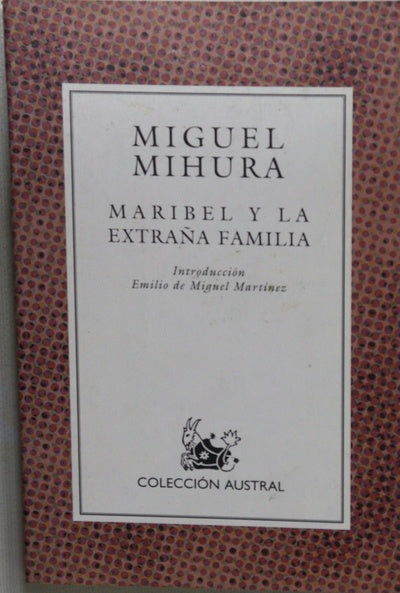 MIGUEL
MIHURA
MARIBEL Y LA
EXTRAÑA FAMILIA
Introducción
Emilio de Miguel Martínez
COLECCIÓN AUSTRAL